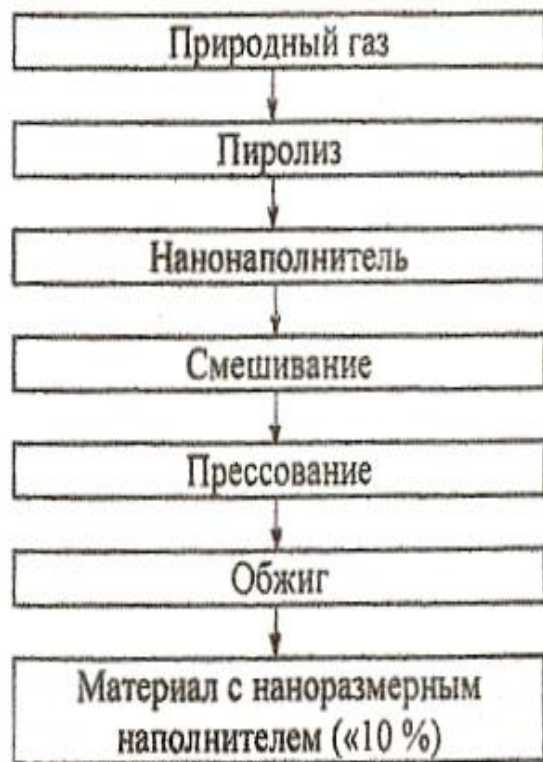 Природный газ
Пиролиз
Нанонаполнитель
Смешивание
Прессование
Обжиг
Материал с наноразмерным
наполнителем («10 %)